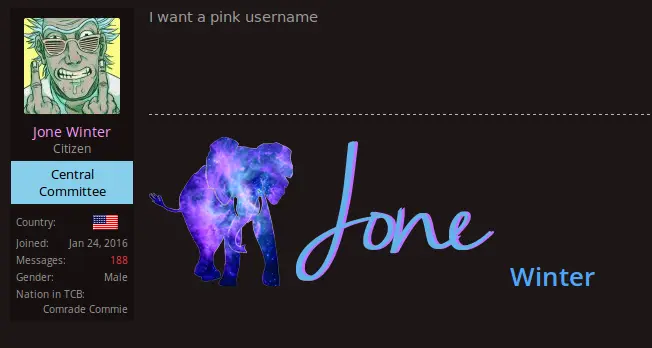 I want a pink username
Jone Winter
Citizen
Central
Committee
Country:
Joined: Jan 24, 2016
Messages: 188
Gender: Male
Nation in TCB:
Comrade Commie
Jone
Winter